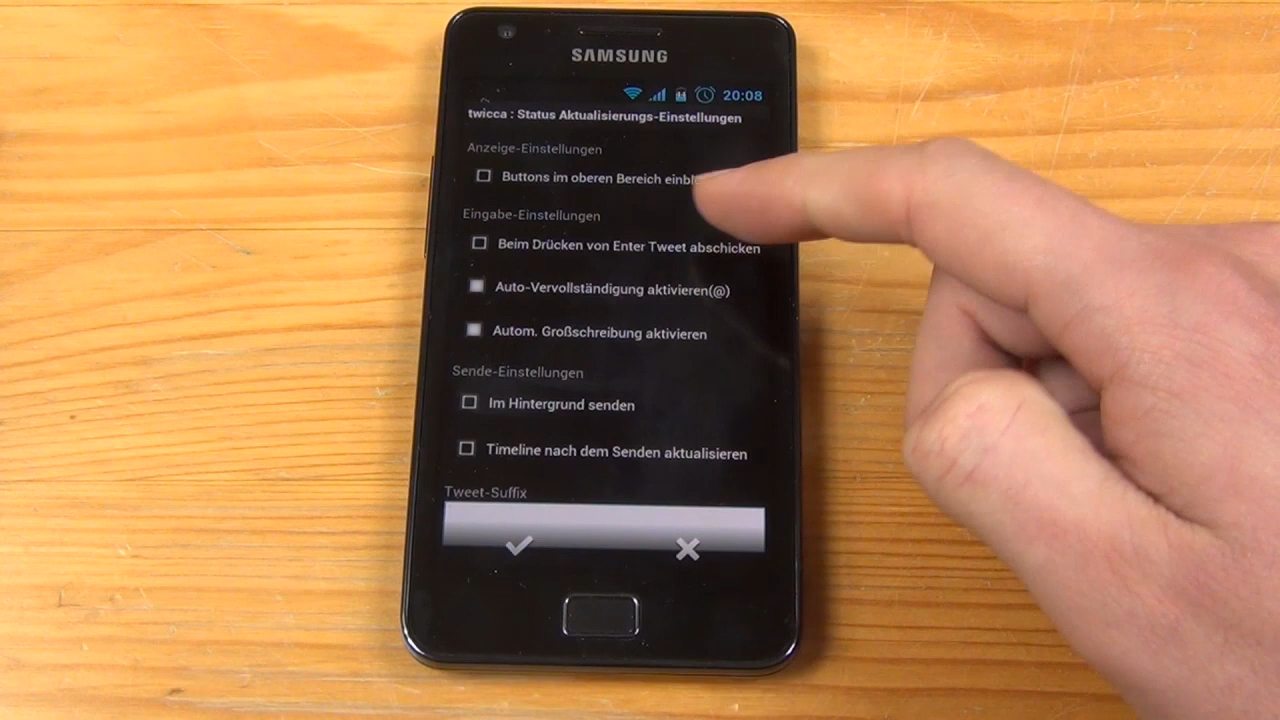 SAMSUNG
20:08
twicca : Status Aktualisierungs-Einstellungen
Anzeige-Einstellungen
Buttons im oberen Bereich
Eingabe-Einstellungen
Beim Drücken von Enter Tweet abschicken
Auto-Vervollständigung aktivieren(@)
Autom. Großschreibung aktivieren
Sende-Einstellungen
Im Hintergrund senden
Timeline nach dem Senden aktualisieren
Tweet-Suffix